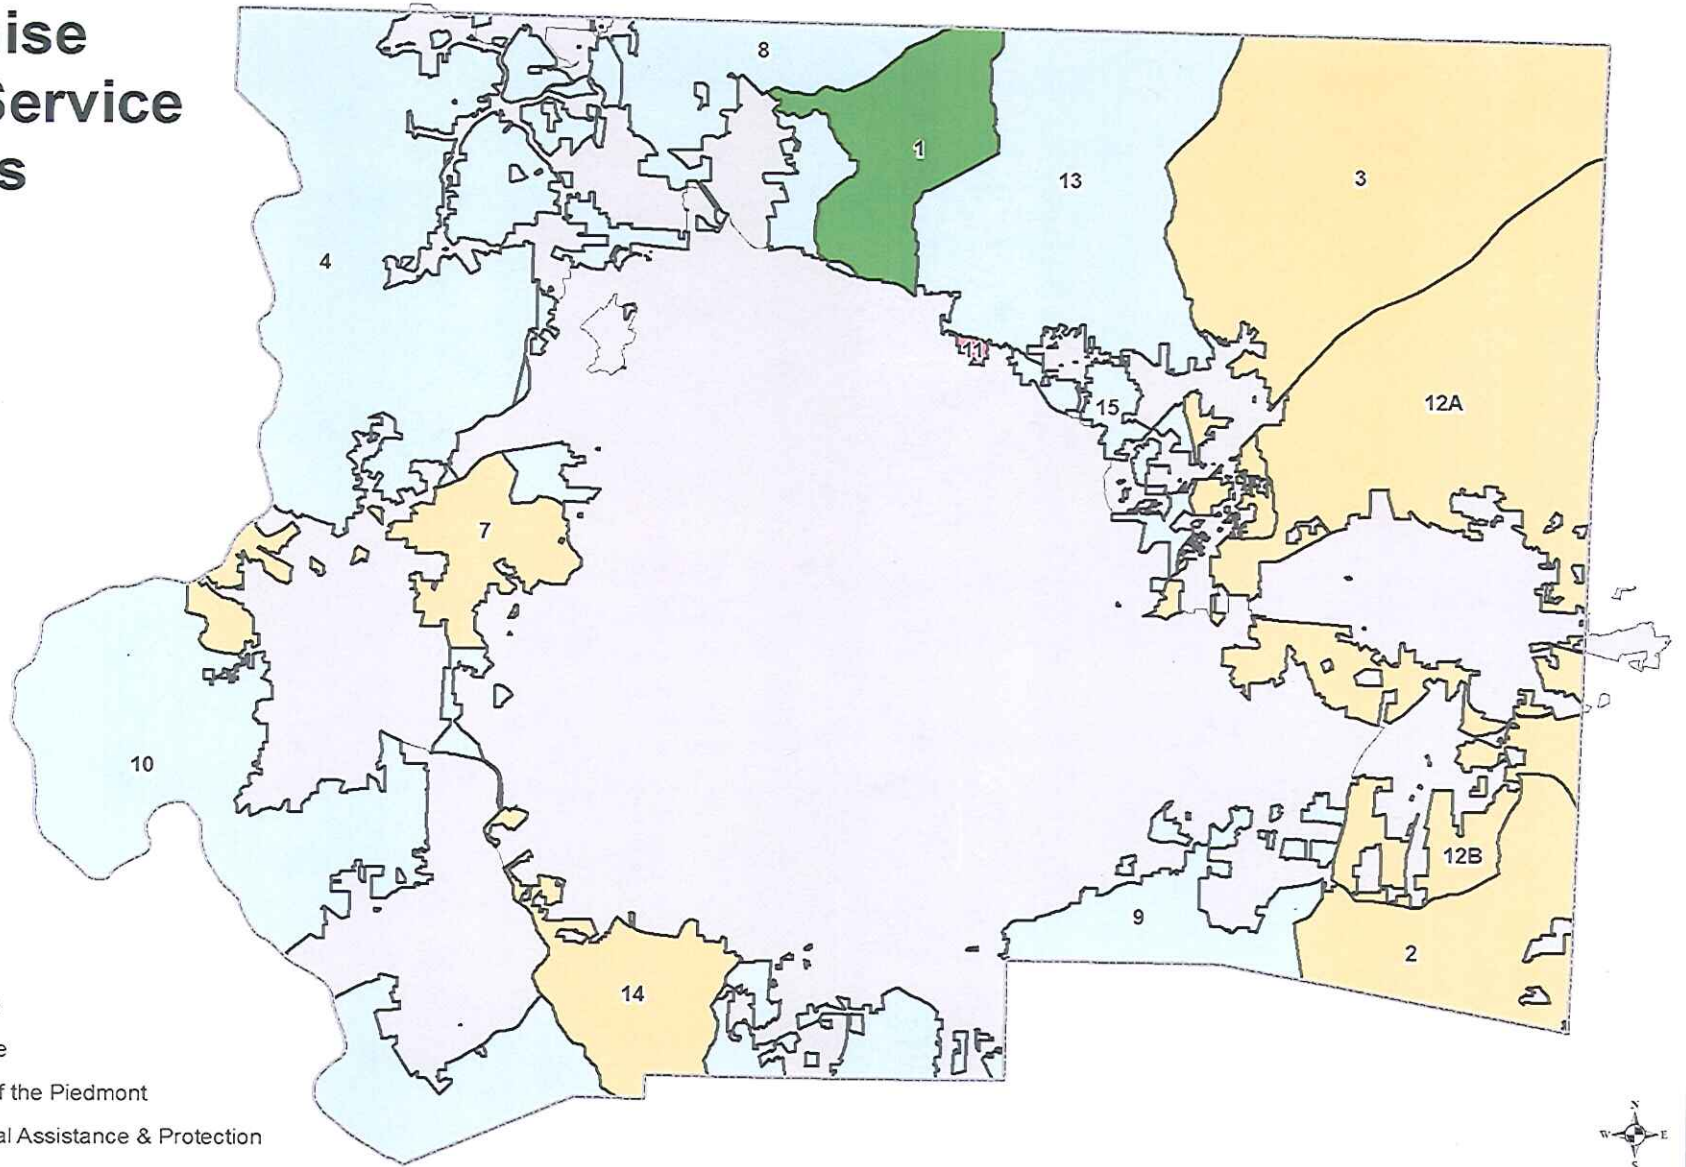 ise
Service
s
8
1
13
3
4
11
12A
15
7
10
12B
9
2
14
e
f the Piedmont
al Assistance & Protection
N
W E
S